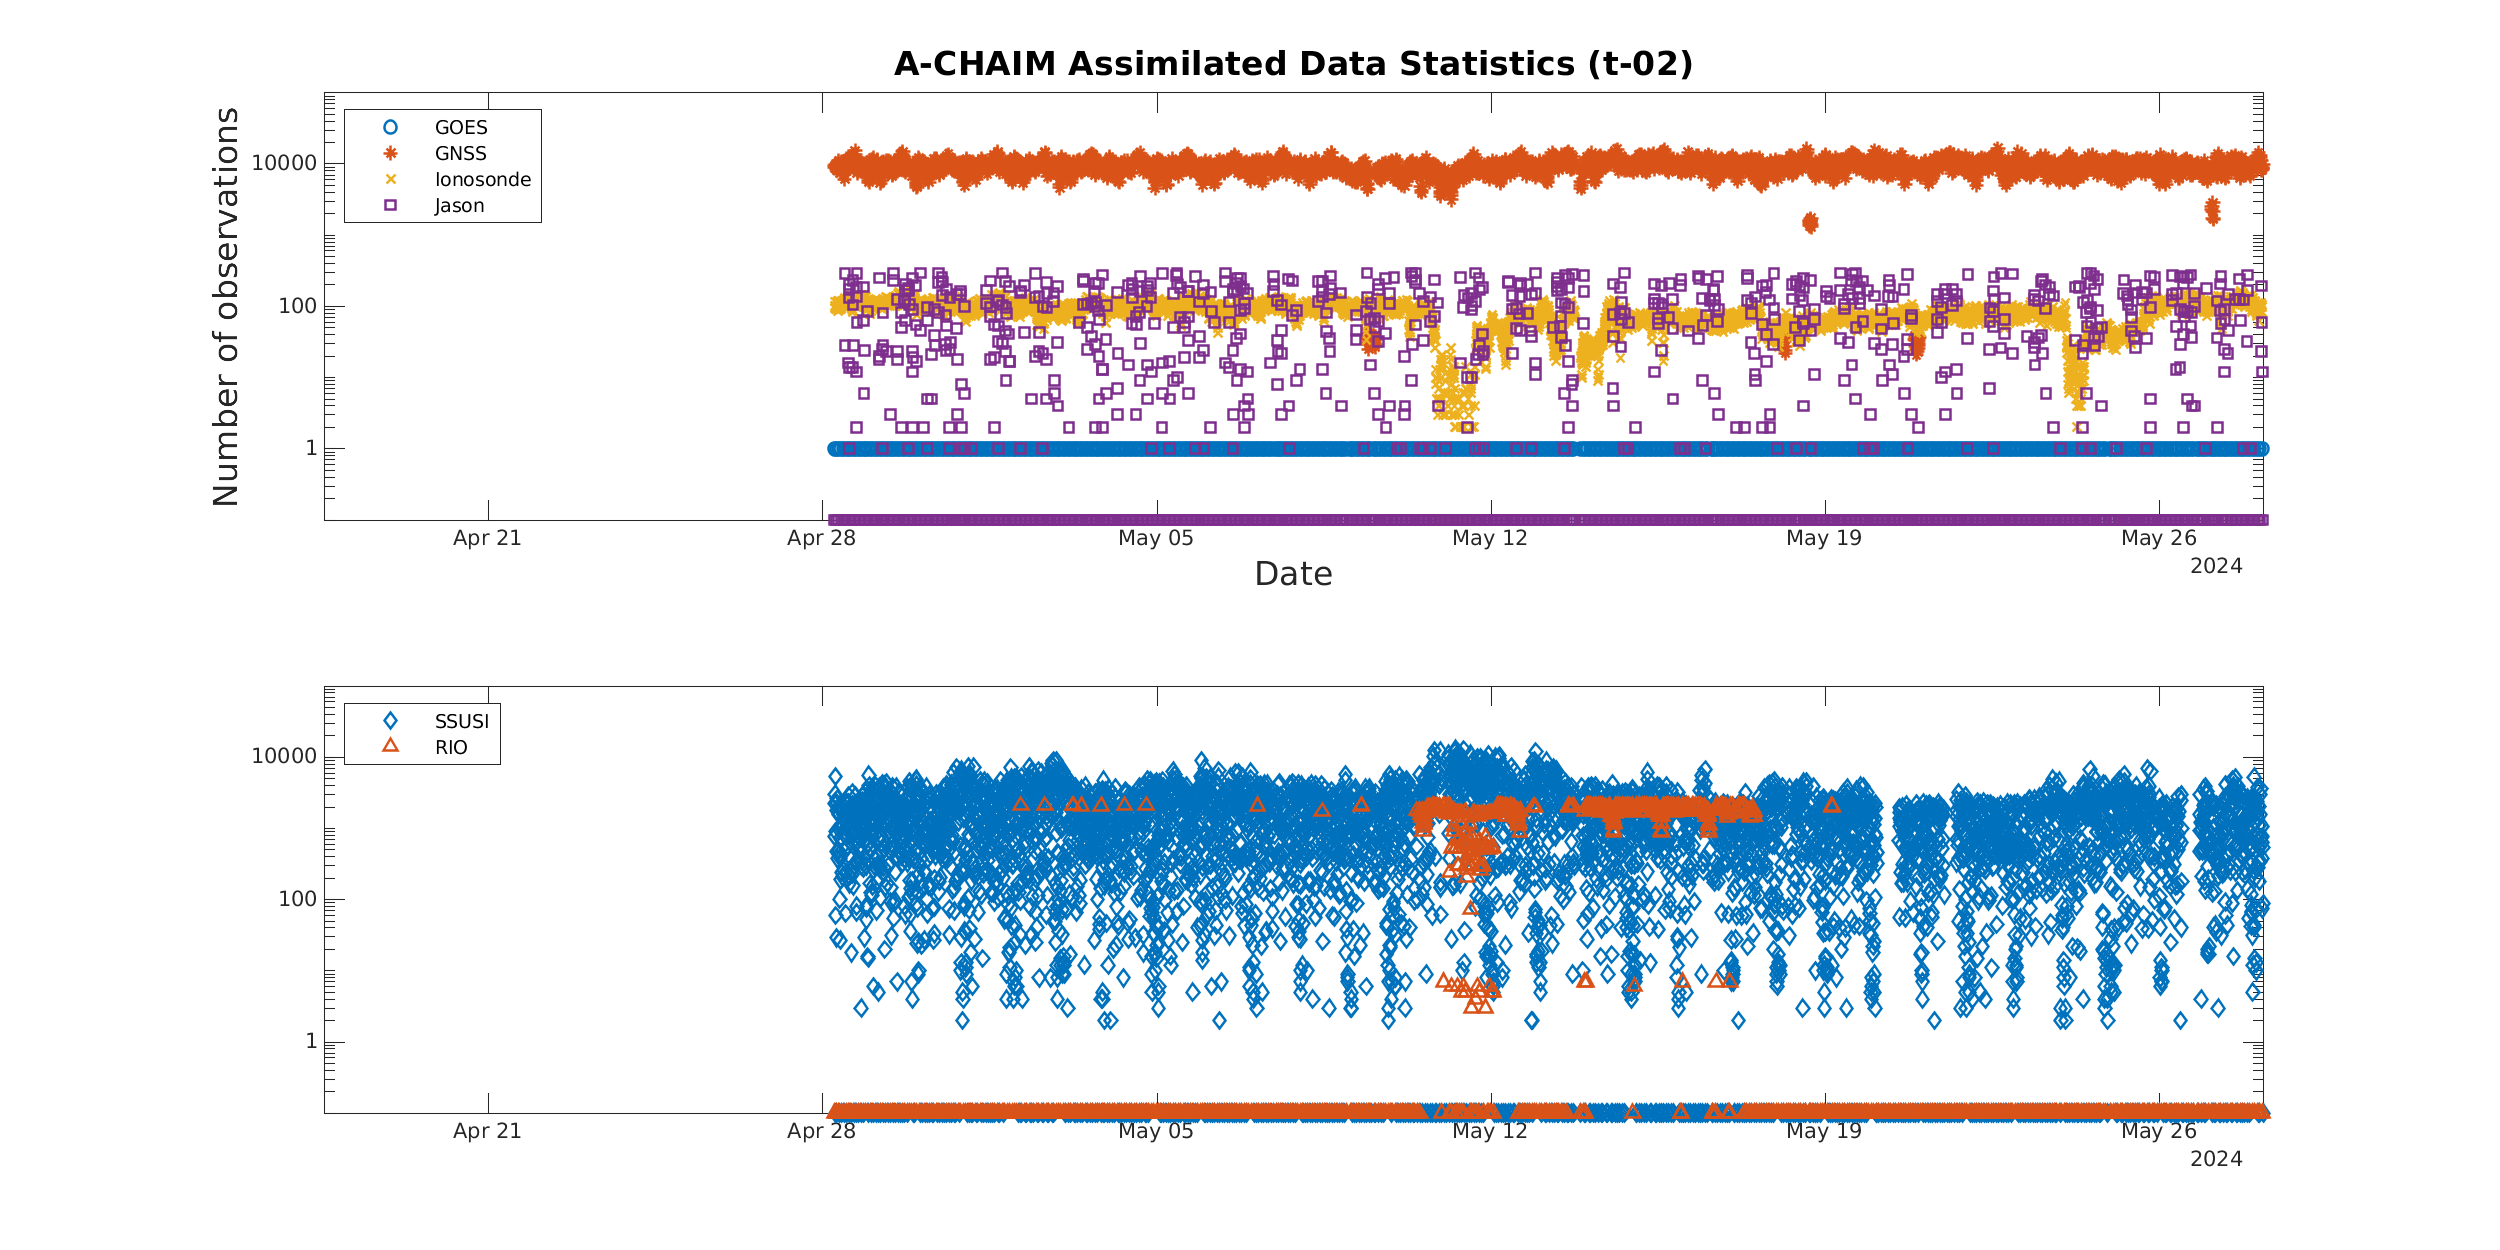 A-CHAIM Assimilated Data Statistics (t-02)
Number of observations
10000
100
1
GOES
GNSS
Ionosonde
Jason
Apr 21
Apr 28
May 05
May 12
May 19
May 26
2024
Date
10000
100
1
SSUSI
RIO
Apr 21
Apr 28
May 05
May 12
May 19
May 26
2024